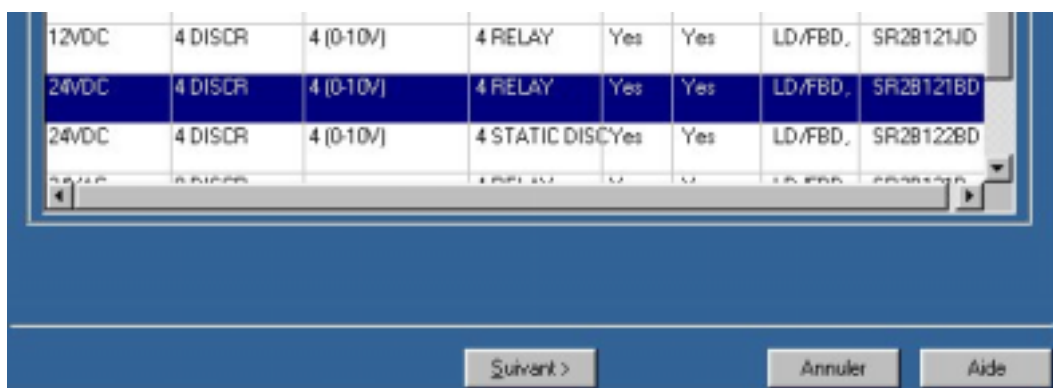 12VDC 4 DISCR 4 (0-10V) 4 RELAY Yes Yes LD/FBD, SR2B121JD
24VDC 4 DISCR 4 (0-10V) 4 RELAY Yes Yes LD/FBD, SR2B121BD
24VDC 4 DISCR 4 (0-10V) 4 STATIC DISC Yes Yes LD/FBD, SR2B122BD
Suivant > Annuler Aide